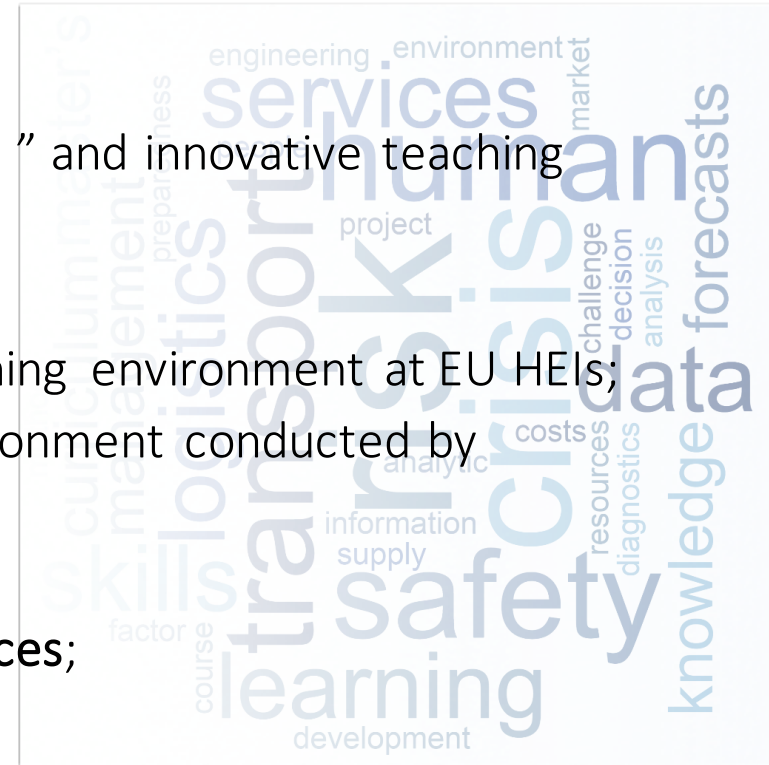 ” and innovative teaching
ning environment at EU HEIs;
onment conducted by
ces;
engineering
environment
market
services
preparedness
human
master's
transport
project
risk
crisis
challenge
decision
analysis
forecasts
curriculum
management
logistics
data
costs
analytic
resources
diagnostics
knowledge
information
supply
skills
safety
factor
course
learning
development